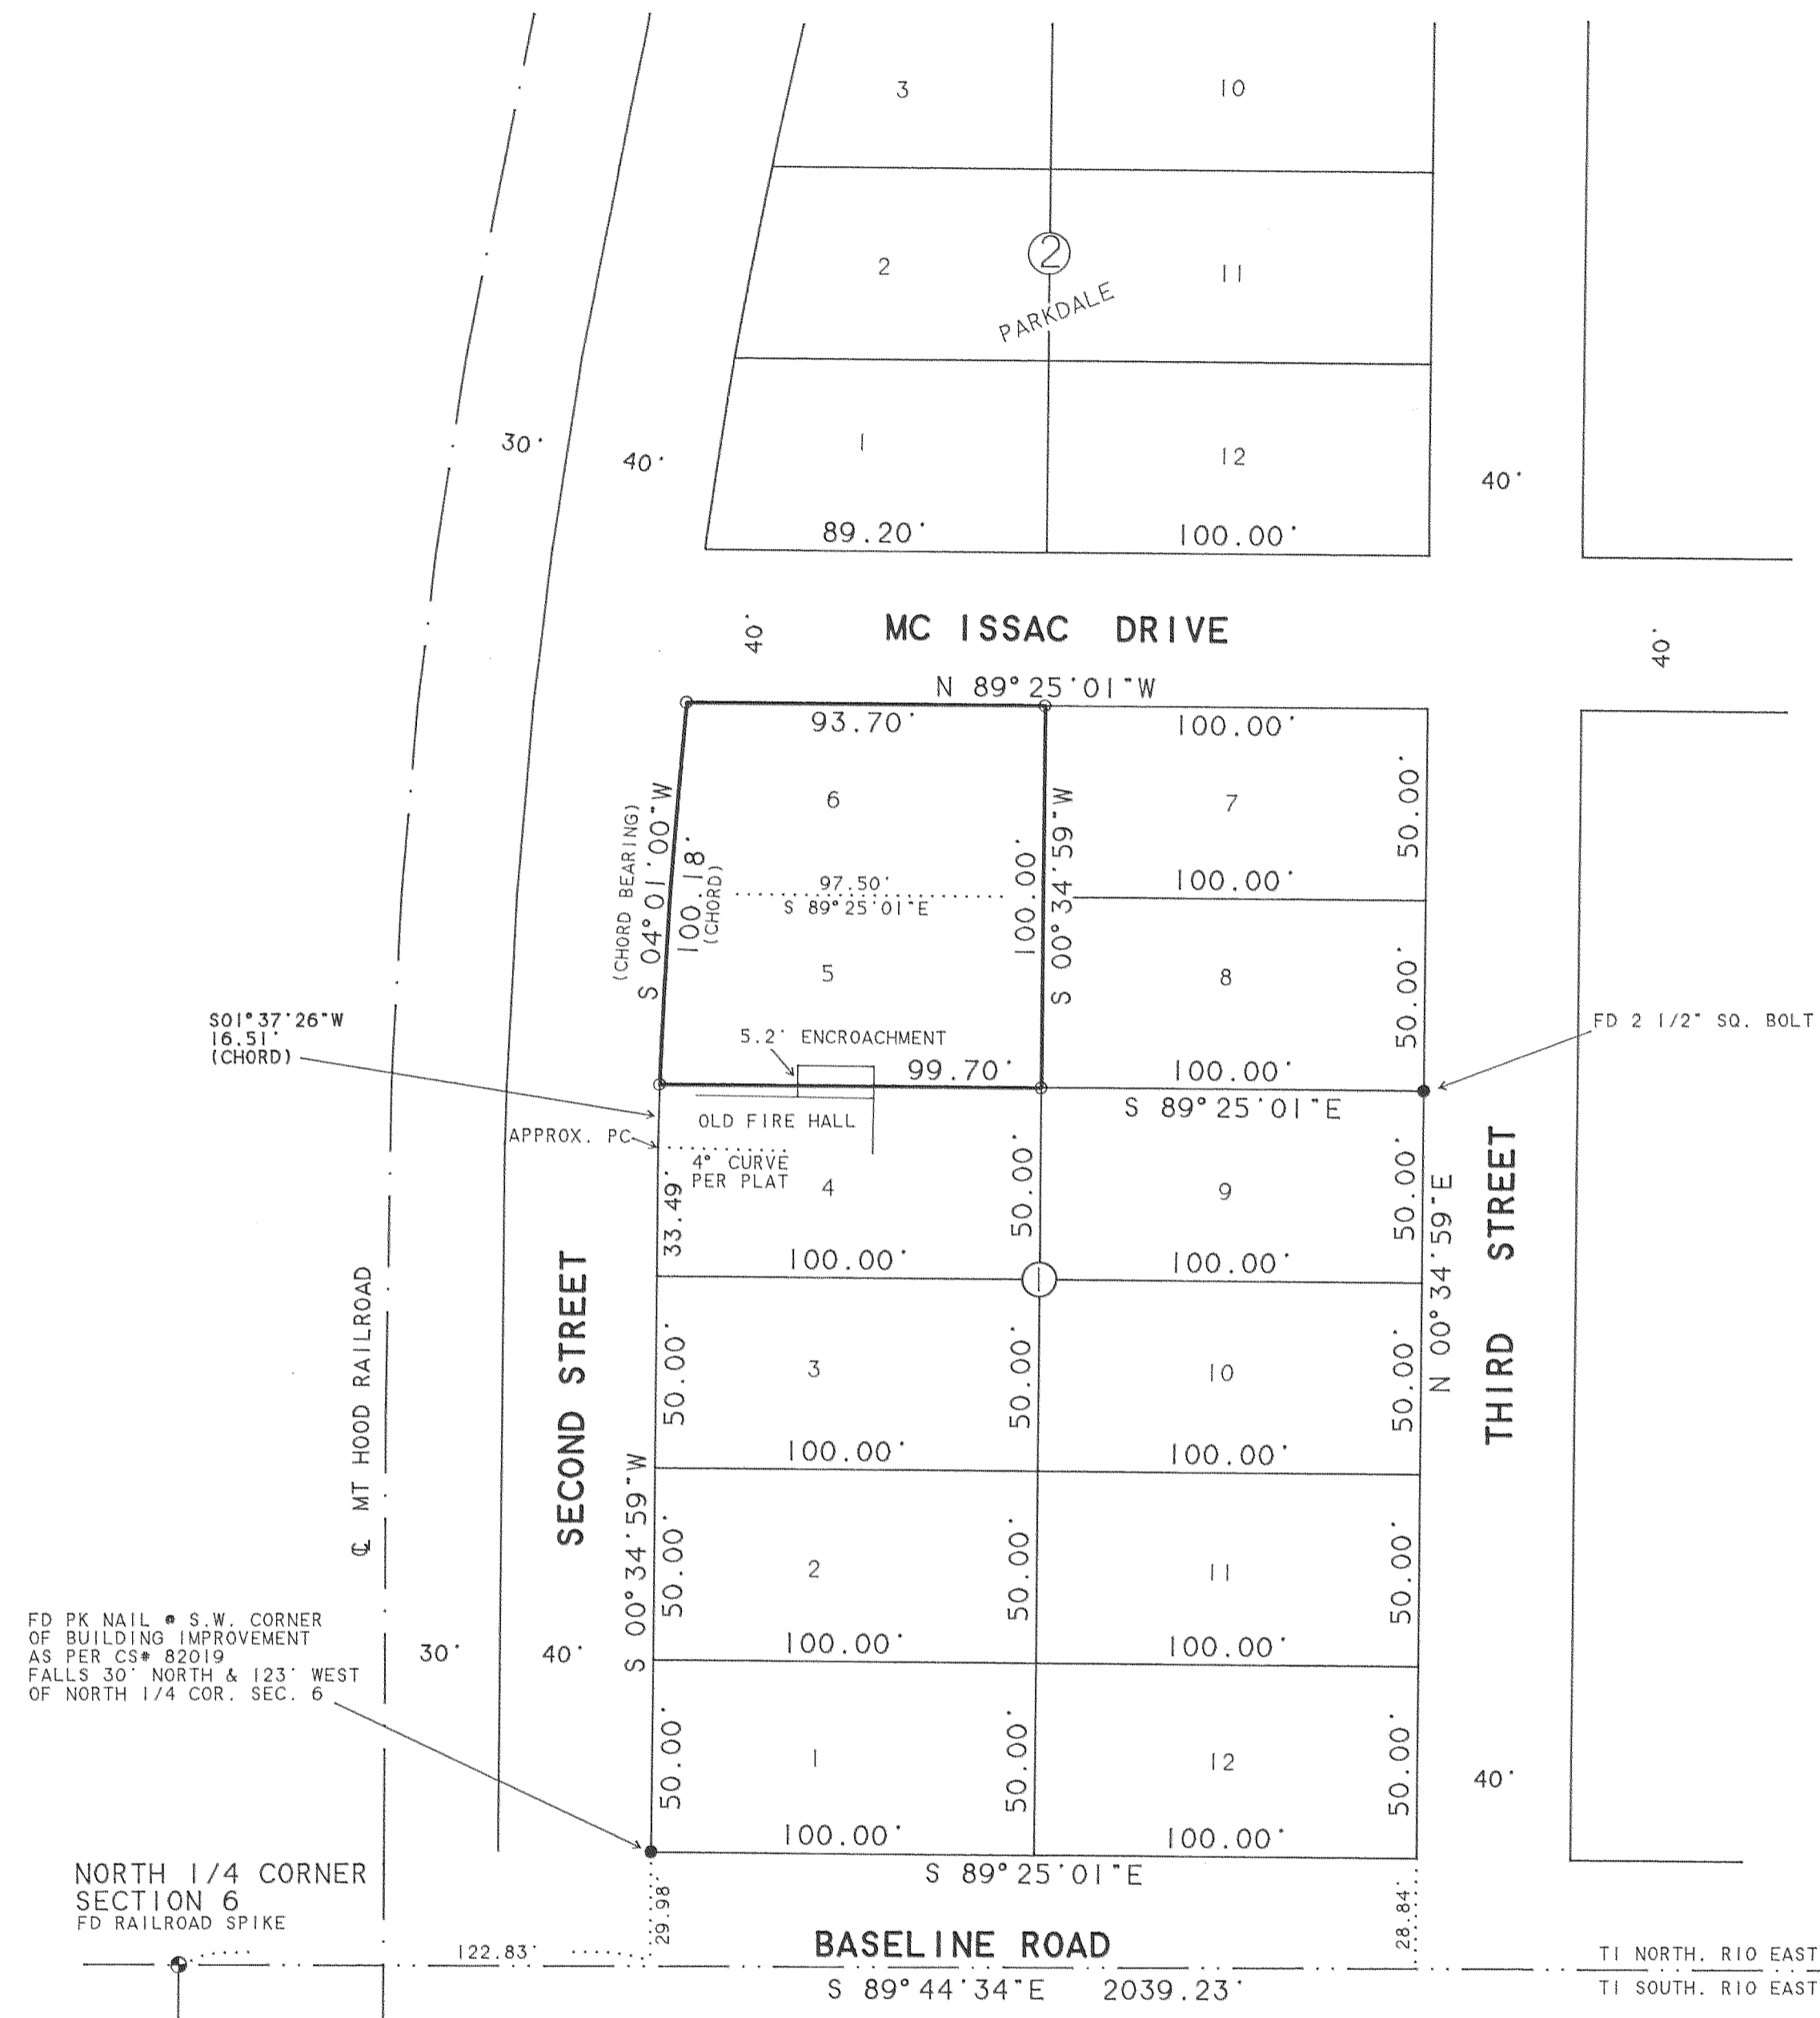 3
10
2
2
11
PARKDALE
30'
40'
1
12
40'
89.20'
100.00'
MC ISSAC DRIVE
40'
40'
N 89°25'01"W
93.70'
100.00'
6
7
50.00'
(CHORD BEARING)
S 04°01'00"W
100.18'
(CHORD)
97.50'
S 89°25'01"E
100.00'
S 00°34'59"W
100.00'
5
8
50.00'
S01°37'26"W
16.51'
(CHORD)
FD 2 1/2" SQ. BOLT
5.2' ENCROACHMENT
99.70'
100.00'
S 89°25'01"E
OLD FIRE HALL
APPROX. PC
4° CURVE
PER PLAT
4
33.49'
50.00'
9
50.00'
N 00°34'59"E
THIRD STREET
100.00'
100.00'
1
MT HOOD RAILROAD
SECOND STREET
50.00'
3
50.00'
10
50.00'
100.00'
100.00'
S 00°34'59"W
50.00'
2
50.00'
11
50.00'
FD PK NAIL @ S.W. CORNER
OF BUILDING IMPROVEMENT
AS PER CS# 82019
FALLS 30' NORTH & 123' WEST
OF NORTH 1/4 COR. SEC. 6
30'
40'
100.00'
100.00'
50.00'
1
50.00'
12
50.00'
40'
100.00'
100.00'
S 89°25'01"E
NORTH 1/4 CORNER
SECTION 6
FD RAILROAD SPIKE
29.98'
28.84'
122.83'
BASELINE ROAD
S 89°44'34"E 2039.23'
T1 NORTH. R10 EAST
T1 SOUTH. R10 EAST